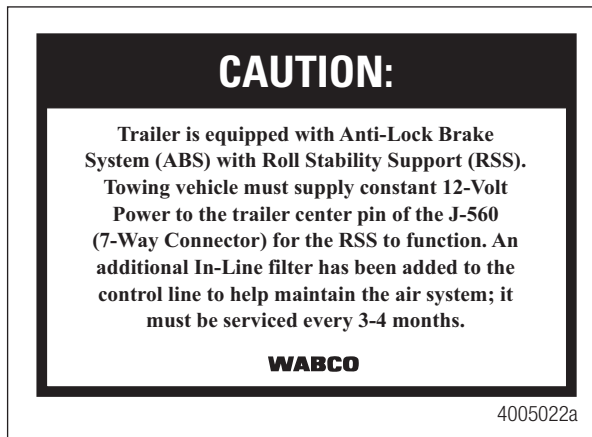 CAUTION:
Trailer is equipped with Anti-Lock Brake
System (ABS) with Roll Stability Support (RSS).
Towing vehicle must supply constant 12-Volt
Power to the trailer center pin of the J-560
(7-Way Connector) for the RSS to function. An
additional In-Line filter has been added to the
control line to help maintain the air system; it
must be serviced every 3-4 months.
WABCO
4005022a